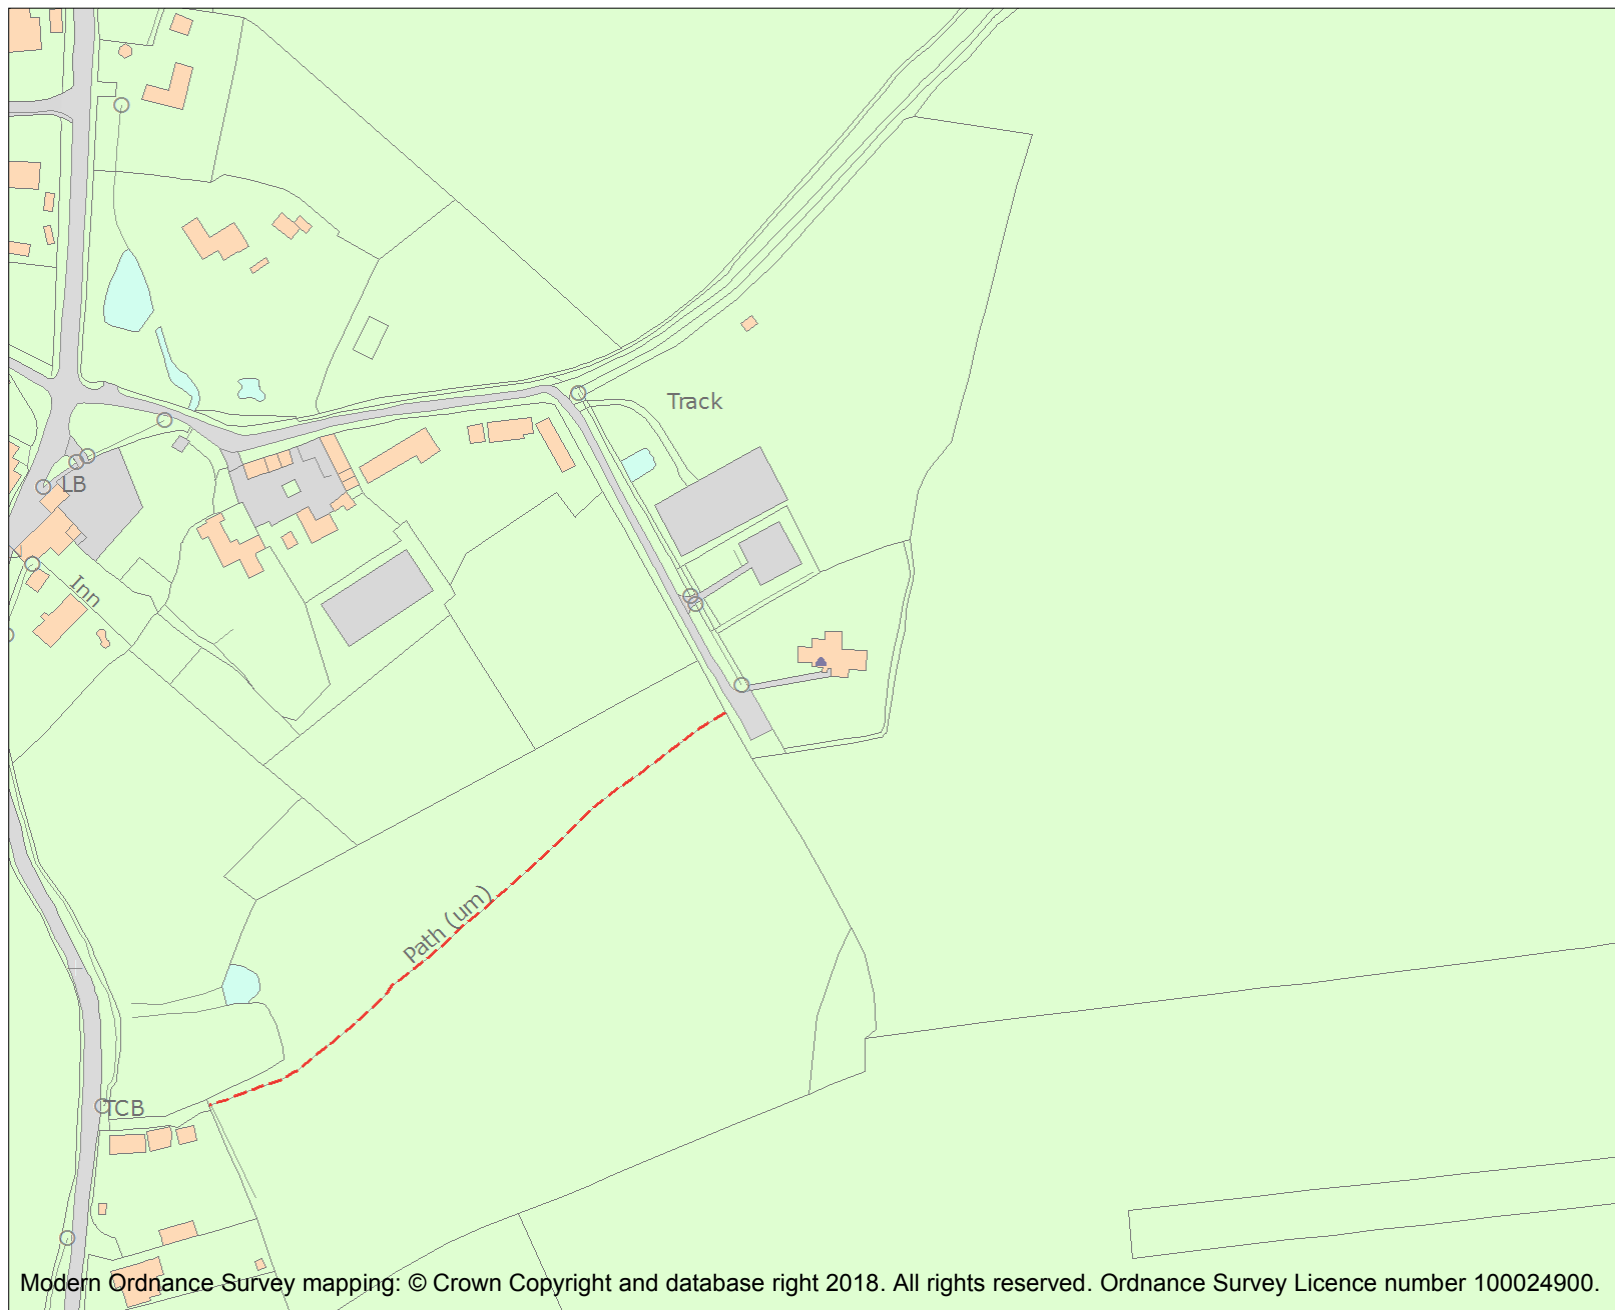 Track
LB
Inn
Path (um)
TCB
Modern Ordnance Survey mapping: © Crown Copyright and database right 2018. All rights reserved. Ordnance Survey Licence number 100024900.